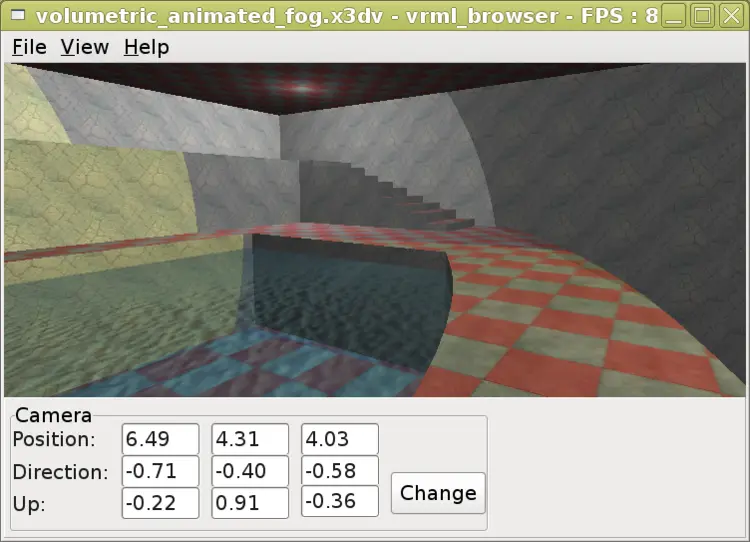 volumetric_animated_fog.x3dv - vrml_browser - FPS : 8
File View Help
Camera
Position: 6.49 4.31 4.03
Direction: -0.71 -0.40 -0.58
Up: -0.22 0.91 -0.36
Change